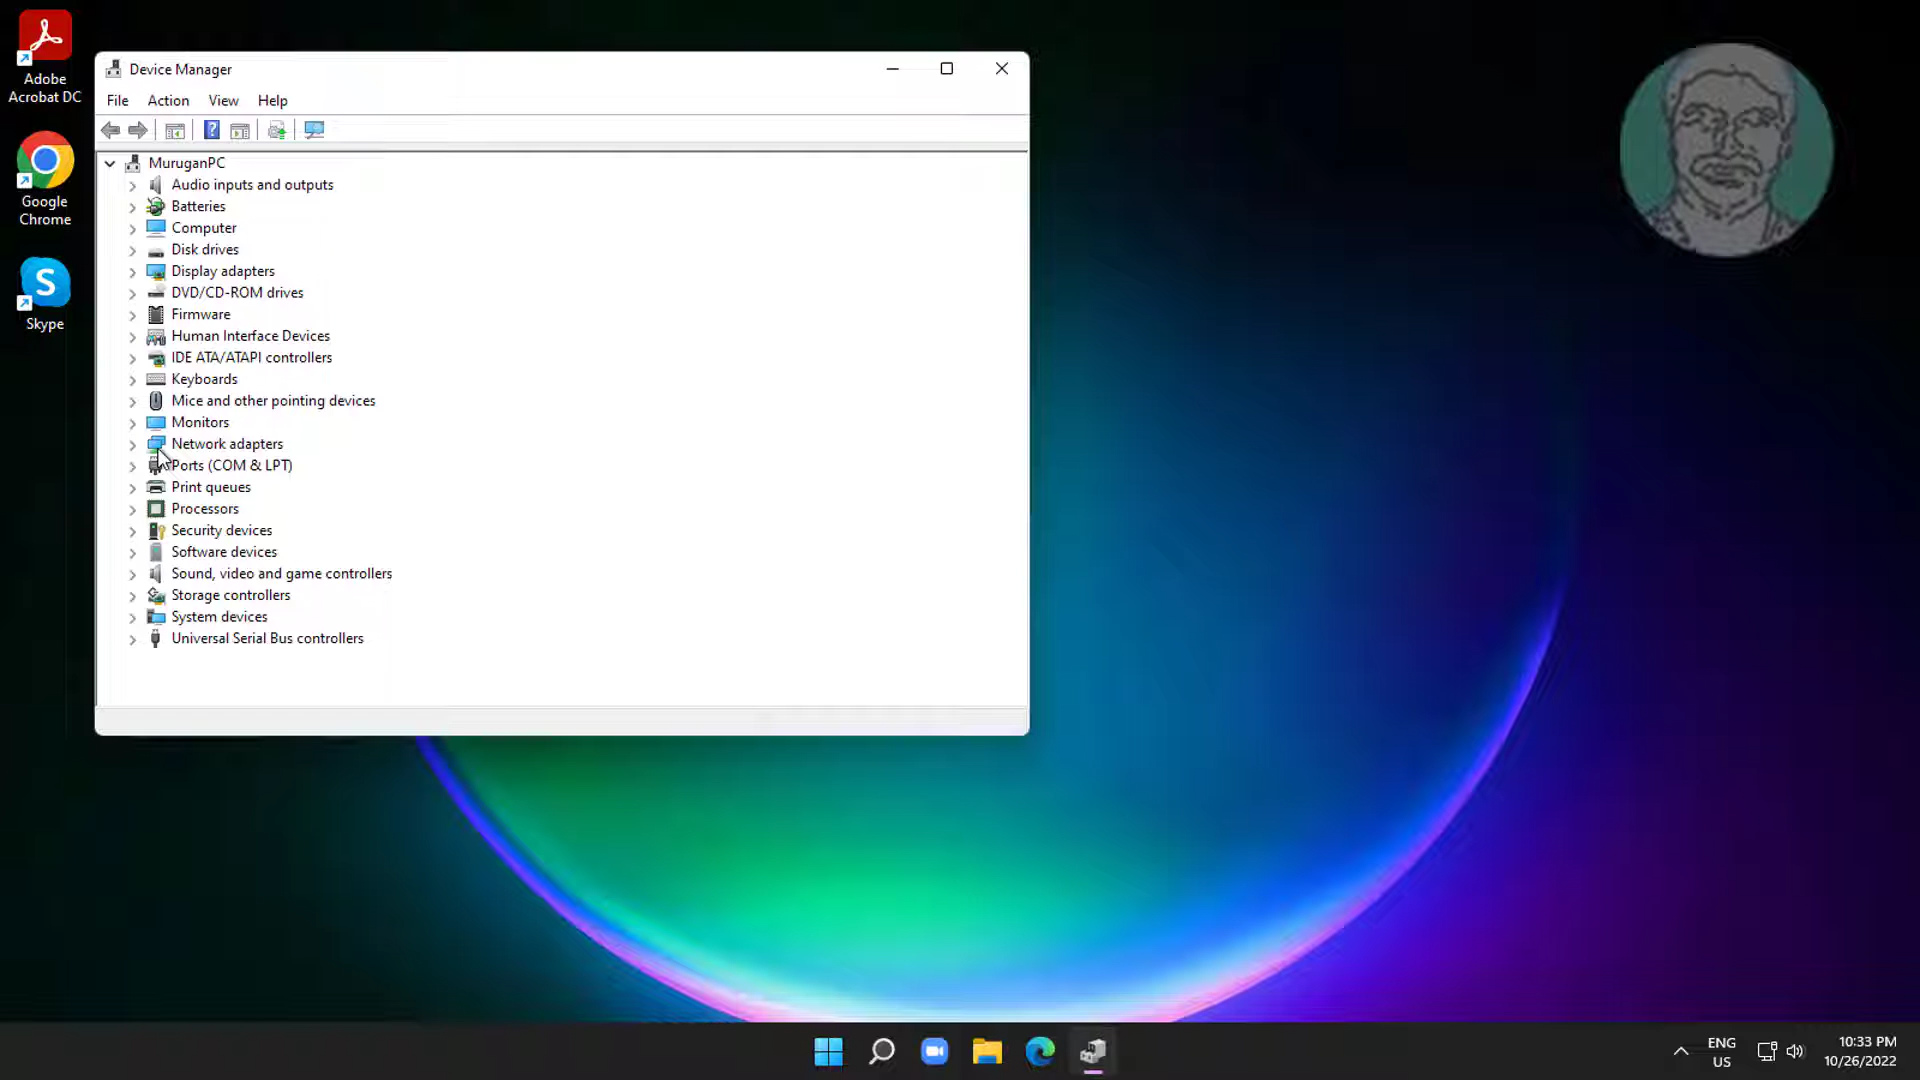 Adobe
Acrobat DC
Google
Chrome
Skype
Device Manager
File Action View Help
MuruganPC
Audio inputs and outputs
Batteries
Computer
Disk drives
Display adapters
DVD/CD-ROM drives
Firmware
Human Interface Devices
IDE ATA/ATAPI controllers
Keyboards
Mice and other pointing devices
Monitors
Network adapters
Ports (COM & LPT)
Print queues
Processors
Security devices
Software devices
Sound, video and game controllers
Storage controllers
System devices
Universal Serial Bus controllers
ENG
US
10:33 PM
10/26/2022